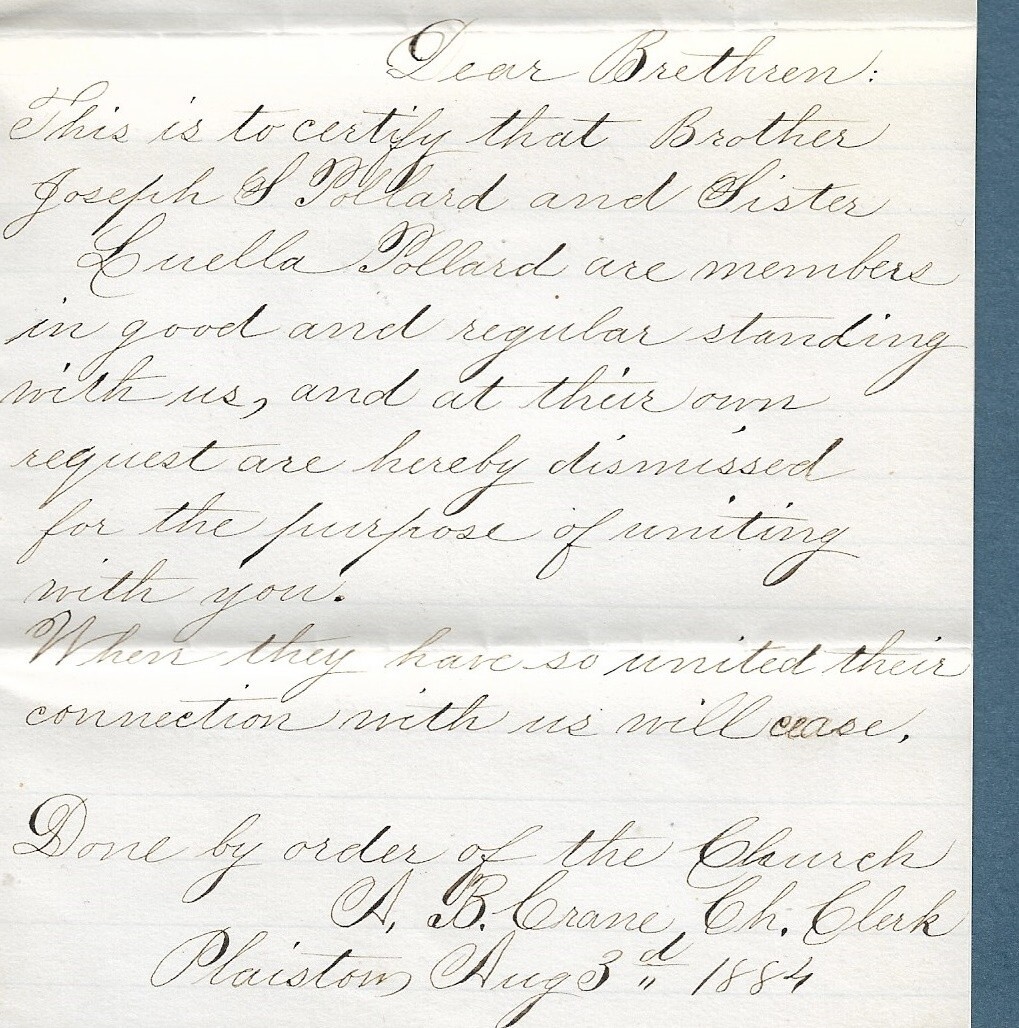 Dear Brethren:
This is to certify that Brother
Joseph S Pollard and Sister
Luella Pollard are members
in good and regular standing
with us, and at their own
request are hereby dismissed
for the purpose of uniting
with you.
When they have so united their
connection with us will cease.
Done by order of the Church
A. B. Crane, Ch. Clerk
Plaistow, Aug 3d 1884